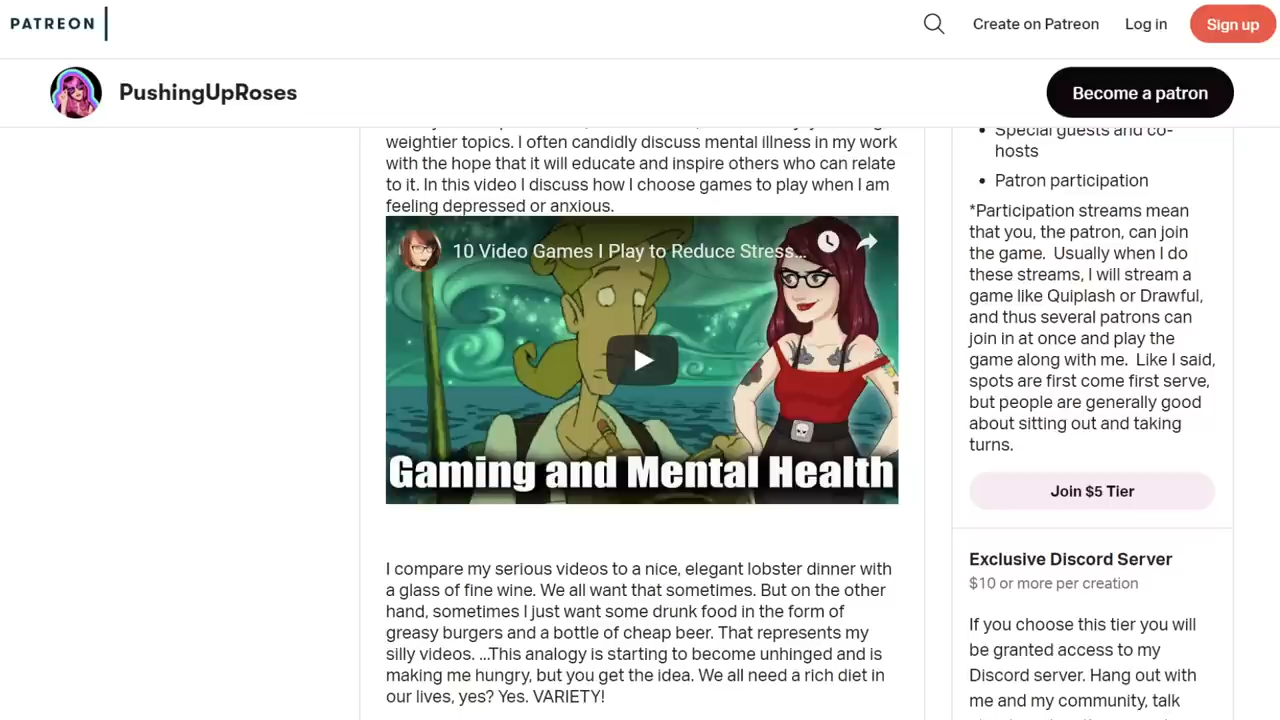 PATREON
Create on Patreon
Log in
Sign up
PushingUpRoses
Become a patron
weightier topics. I often candidly discuss mental illness in my work
with the hope that it will educate and inspire others who can relate
to it. In this video I discuss how I choose games to play when I am
feeling depressed or anxious.
10 Video Games I Play to Reduce Stress...
Gaming and Mental Health
I compare my serious videos to a nice, elegant lobster dinner with
a glass of fine wine. We all want that sometimes. But on the other
hand, sometimes I just want some drunk food in the form of
greasy burgers and a bottle of cheap beer. That represents my
silly videos. ...This analogy is starting to become unhinged and is
making me hungry, but you get the idea. We all need a rich diet in
our lives, yes? Yes. VARIETY!
Special guests and co-
hosts
Patron participation
*Participation streams mean
that you, the patron, can join
the game. Usually when I do
these streams, I will stream a
game like Quiplash or Drawful,
and thus several patrons can
join in at once and play the
game along with me. Like I said,
spots are first come first serve,
but people are generally good
about sitting out and taking
turns.
Join $5 Tier
Exclusive Discord Server
$10 or more per creation
If you choose this tier you will
be granted access to my
Discord server. Hang out with
me and my community, talk